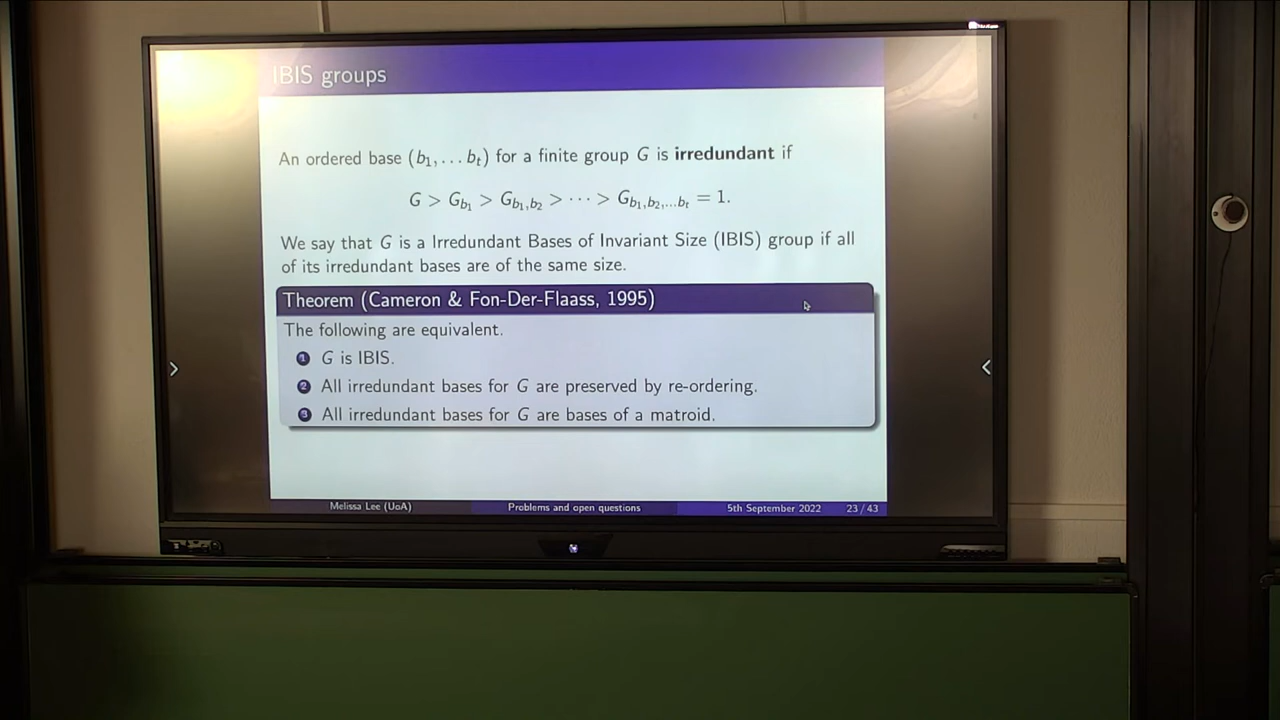 IBIS groups
An ordered base (b₁, … bₜ) for a finite group G is irredundant if
G > G_{b₁} > G_{b₁,b₂} > ⋯ > G_{b₁,b₂,…bₜ} = 1.
We say that G is a Irredundant Bases of Invariant Size (IBIS) group if all
of its irredundant bases are of the same size.
Theorem (Cameron & Fon-Der-Flaass, 1995)
The following are equivalent.
1 G is IBIS.
2 All irredundant bases for G are preserved by re-ordering.
3 All irredundant bases for G are bases of a matroid.
Melissa Lee (UoA) Problems and open questions 5th September 2022 23 / 43